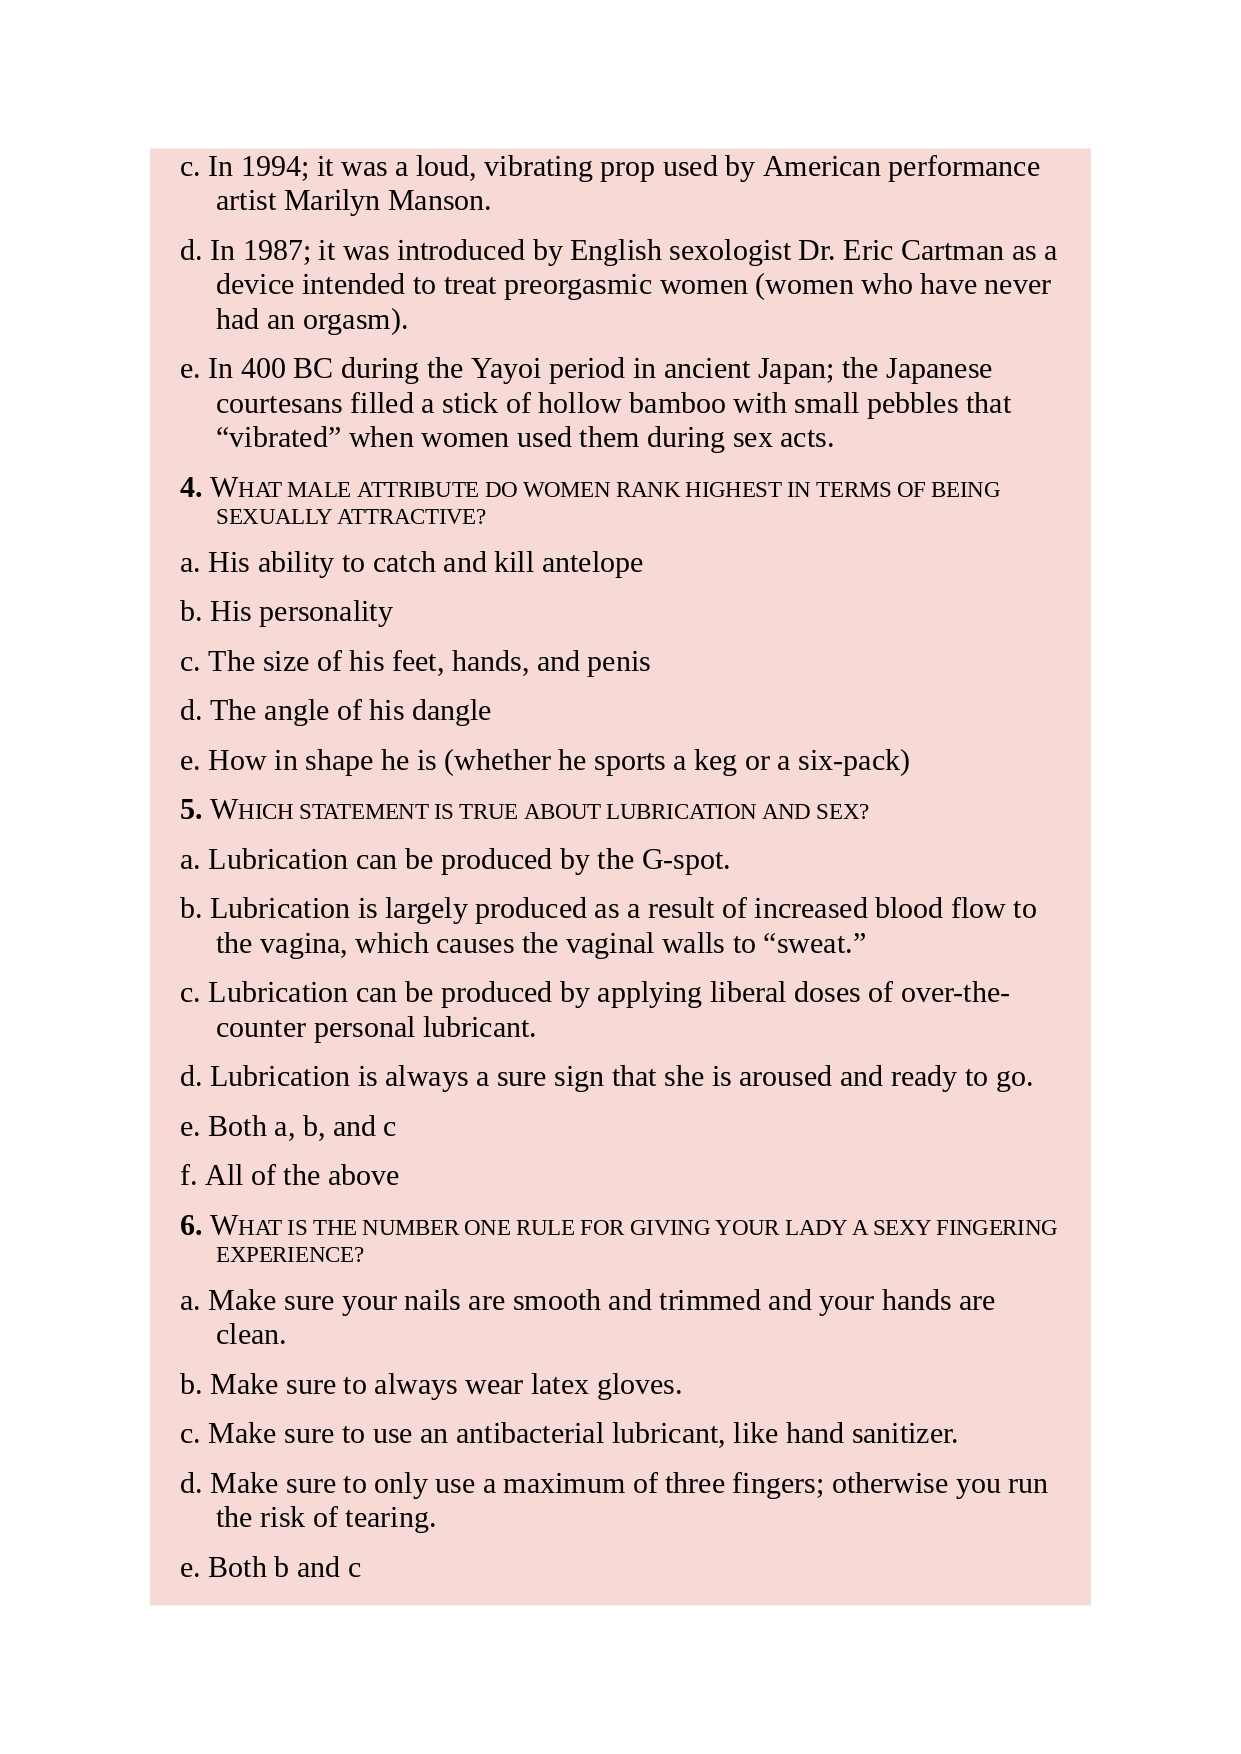 c. In 1994; it was a loud, vibrating prop used by American performance
artist Marilyn Manson.
d. In 1987; it was introduced by English sexologist Dr. Eric Cartman as a
device intended to treat preorgasmic women (women who have never
had an orgasm).
e. In 400 BC during the Yayoi period in ancient Japan; the Japanese
courtesans filled a stick of hollow bamboo with small pebbles that
“vibrated” when women used them during sex acts.
4. WHAT MALE ATTRIBUTE DO WOMEN RANK HIGHEST IN TERMS OF BEING
SEXUALLY ATTRACTIVE?
a. His ability to catch and kill antelope
b. His personality
c. The size of his feet, hands, and penis
d. The angle of his dangle
e. How in shape he is (whether he sports a keg or a six-pack)
5. WHICH STATEMENT IS TRUE ABOUT LUBRICATION AND SEX?
a. Lubrication can be produced by the G-spot.
b. Lubrication is largely produced as a result of increased blood flow to
the vagina, which causes the vaginal walls to “sweat.”
c. Lubrication can be produced by applying liberal doses of over-the-
counter personal lubricant.
d. Lubrication is always a sure sign that she is aroused and ready to go.
e. Both a, b, and c
f. All of the above
6. WHAT IS THE NUMBER ONE RULE FOR GIVING YOUR LADY A SEXY FINGERING
EXPERIENCE?
a. Make sure your nails are smooth and trimmed and your hands are
clean.
b. Make sure to always wear latex gloves.
c. Make sure to use an antibacterial lubricant, like hand sanitizer.
d. Make sure to only use a maximum of three fingers; otherwise you run
the risk of tearing.
e. Both b and c